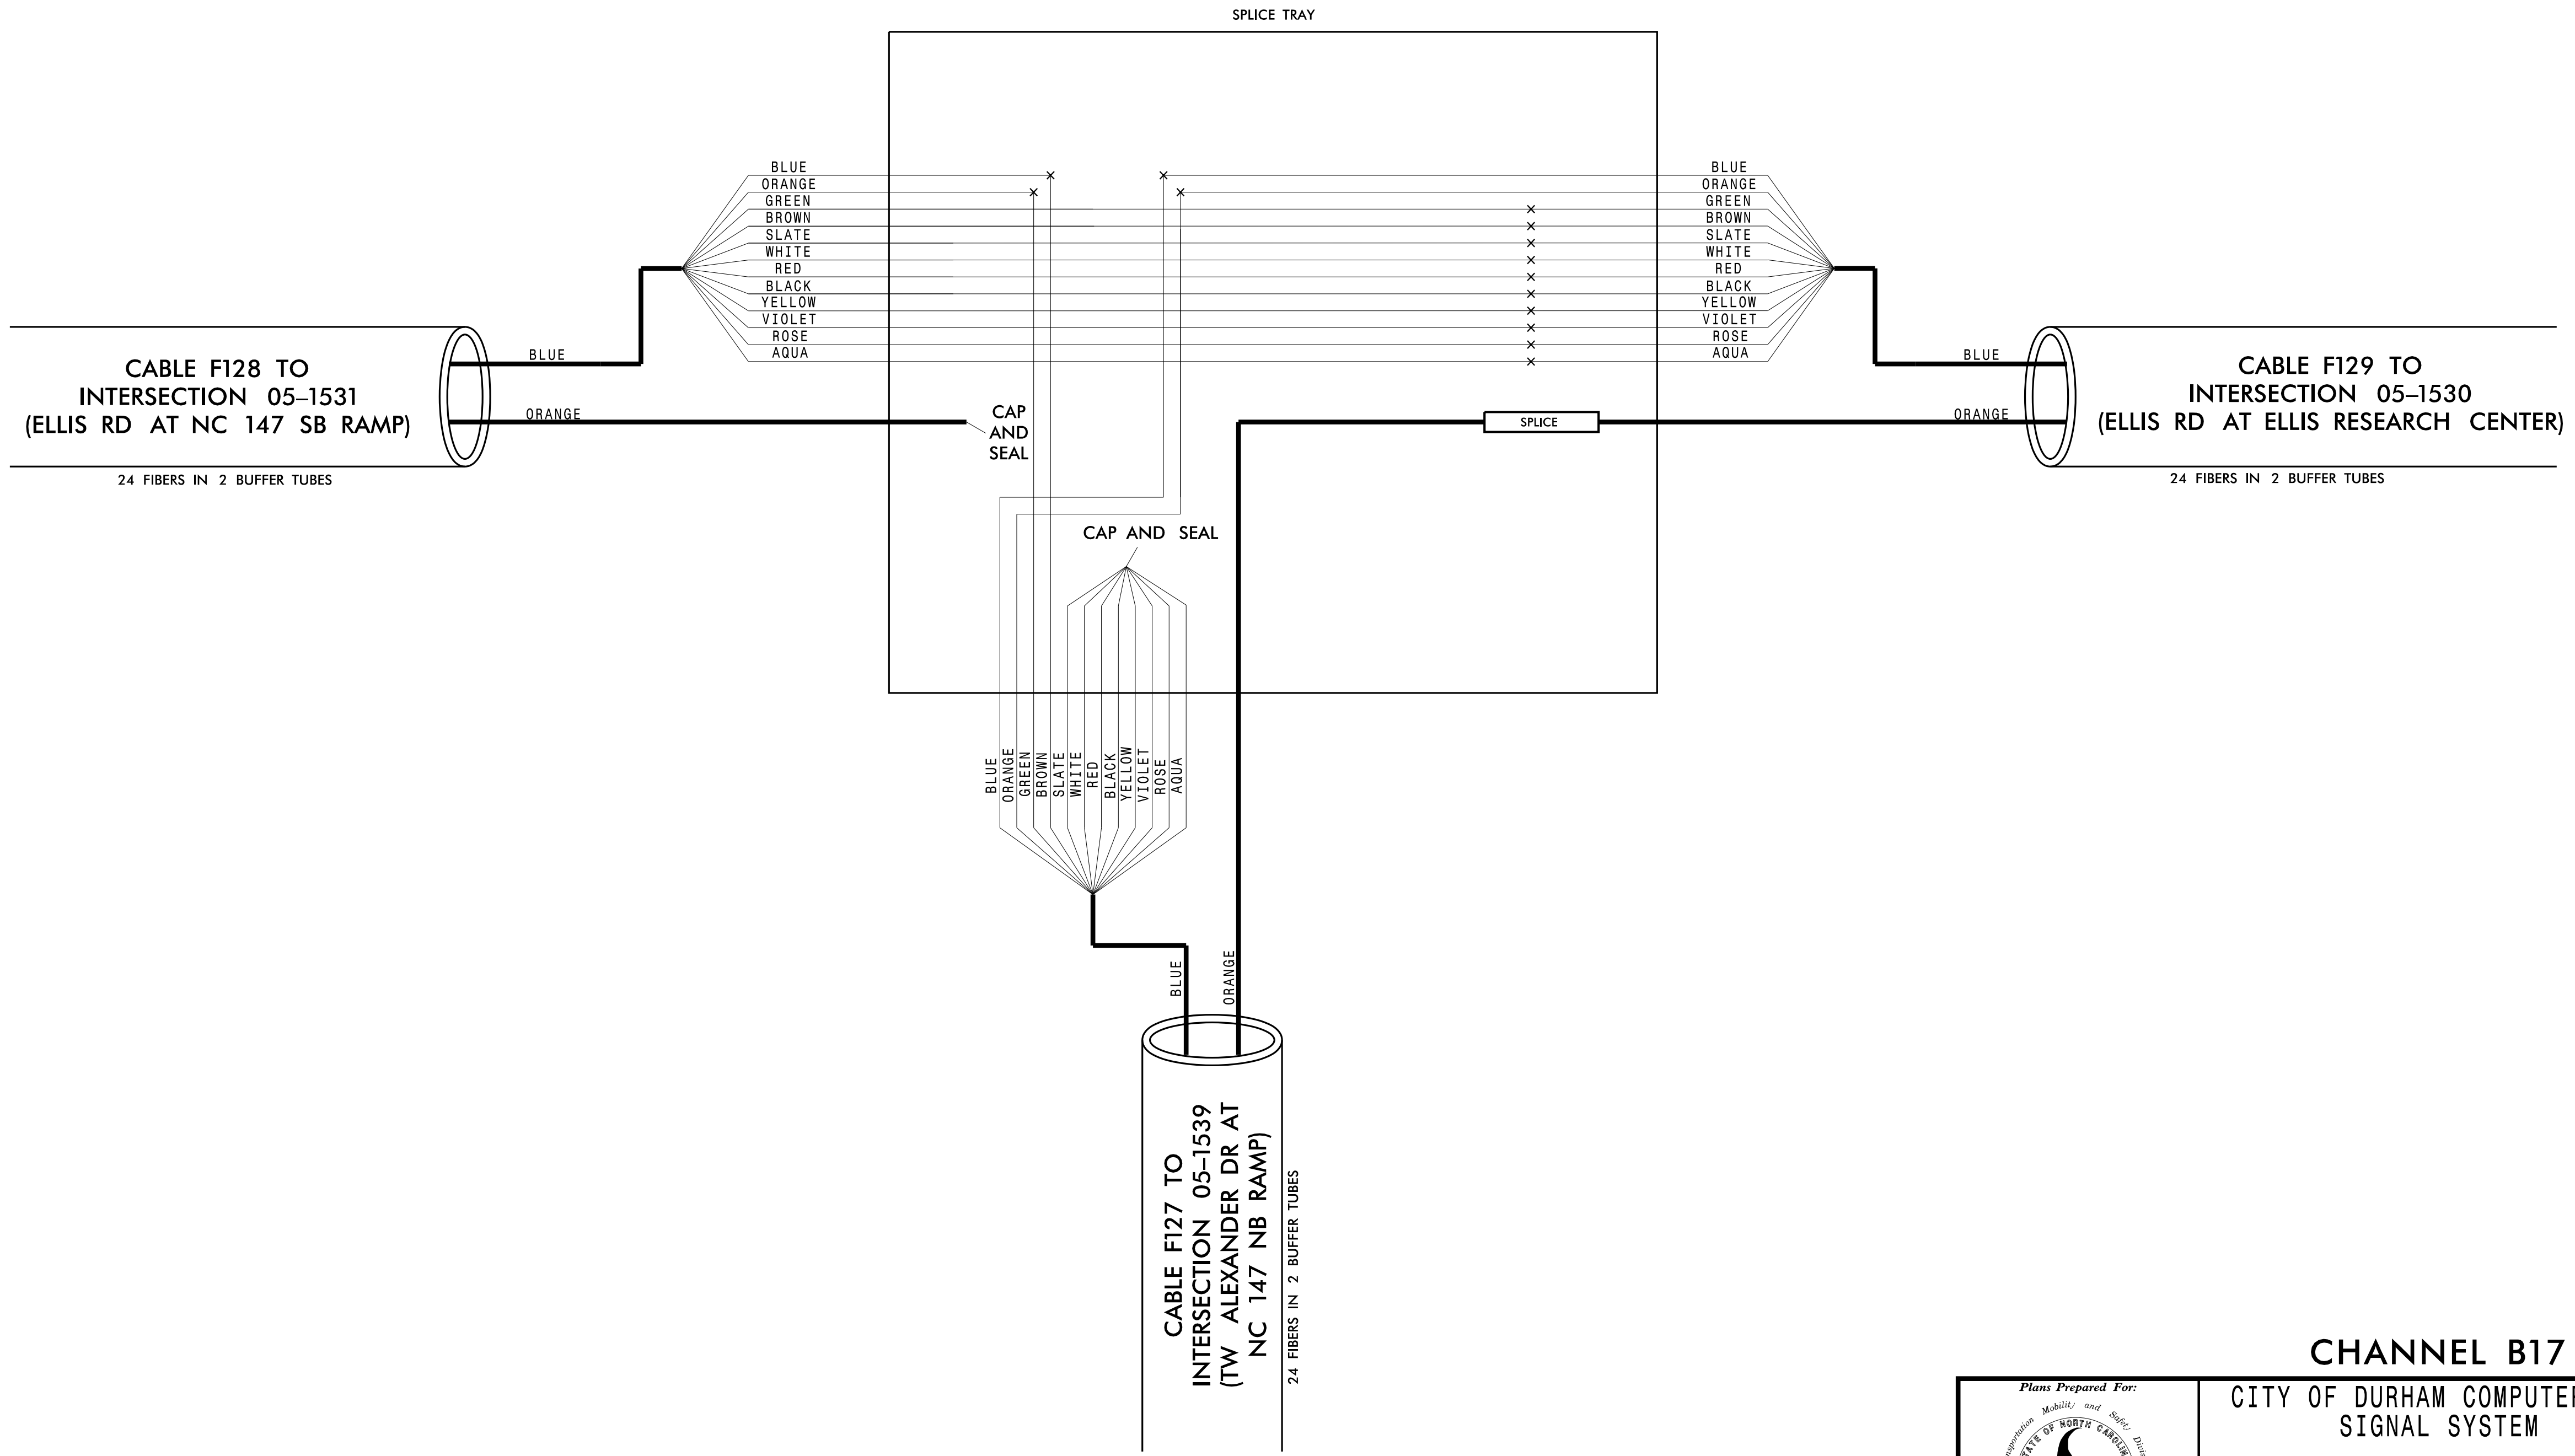 SPLICE TRAY
BLUE
ORANGE
GREEN
BROWN
SLATE
WHITE
RED
BLACK
YELLOW
VIOLET
ROSE
AQUA
BLUE
ORANGE
GREEN
BROWN
SLATE
WHITE
RED
BLACK
YELLOW
VIOLET
ROSE
AQUA
CABLE F128 TO
INTERSECTION 05-1531
(ELLIS RD AT NC 147 SB RAMP)
24 FIBERS IN 2 BUFFER TUBES
BLUE
ORANGE
CAP
AND
SEAL
SPLICE
BLUE
ORANGE
CABLE F129 TO
INTERSECTION 05-1530
(ELLIS RD AT ELLIS RESEARCH CENTER)
24 FIBERS IN 2 BUFFER TUBES
CAP AND SEAL
BLUE
ORANGE
GREEN
BROWN
SLATE
WHITE
RED
BLACK
YELLOW
VIOLET
ROSE
AQUA
BLUE
ORANGE
CABLE F127 TO
INTERSECTION 05-1539
(TW ALEXANDER DR AT
NC 147 NB RAMP)
24 FIBERS IN 2 BUFFER TUBES
CHANNEL B17
Plans Prepared For:
CITY OF DURHAM COMPUTE
SIGNAL SYSTEM
Mobility and Safety
OF NORTH